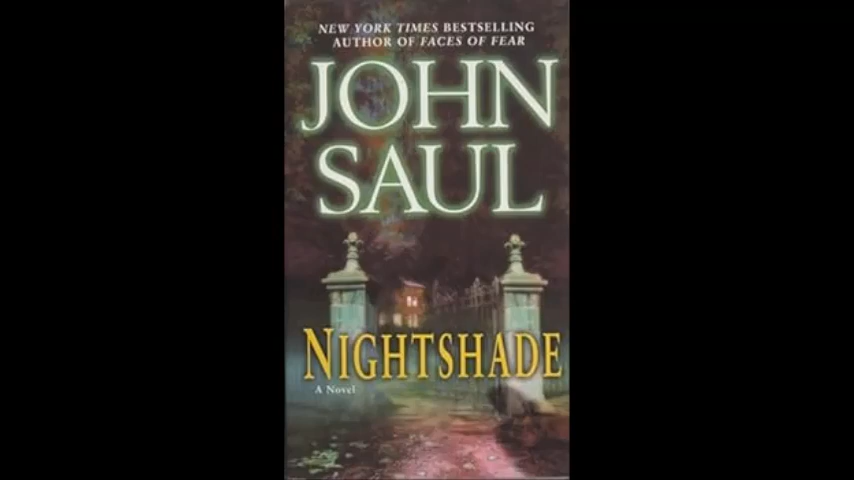 NEW YORK TIMES BESTSELLING
AUTHOR OF FACES OF FEAR
JOHN
SAUL
NIGHTSHADE
A Novel